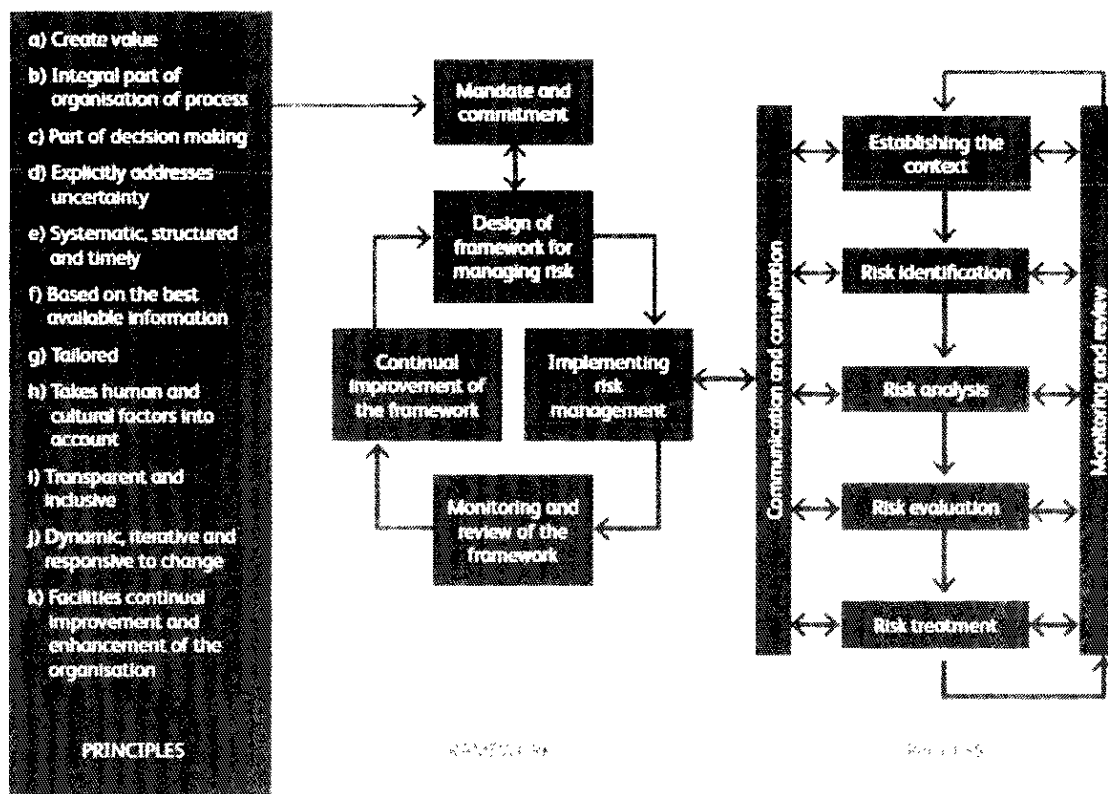 a) Create value
b) Integral part of
organisation of process
c) Part of decision making
d) Explicitly addresses
uncertainty
e) Systematic, structured
and timely
f) Based on the best
available information
g) Tailored
h) Takes human and
cultural factors into
account
i) Transparent and
inclusive
j) Dynamic, iterative and
responsive to change
k) Facilities continual
improvement and
enhancement of the
organisation
PRINCIPLES
Mandate and
commitment
Design of
framework for
managing risk
Continual
improvement of
the framework
Implementing
risk
management
Monitoring and
review of the
framework
Communication and consultation
Establishing the
context
Risk identification
Risk analysis
Risk evaluation
Risk treatment
Monitoring and review